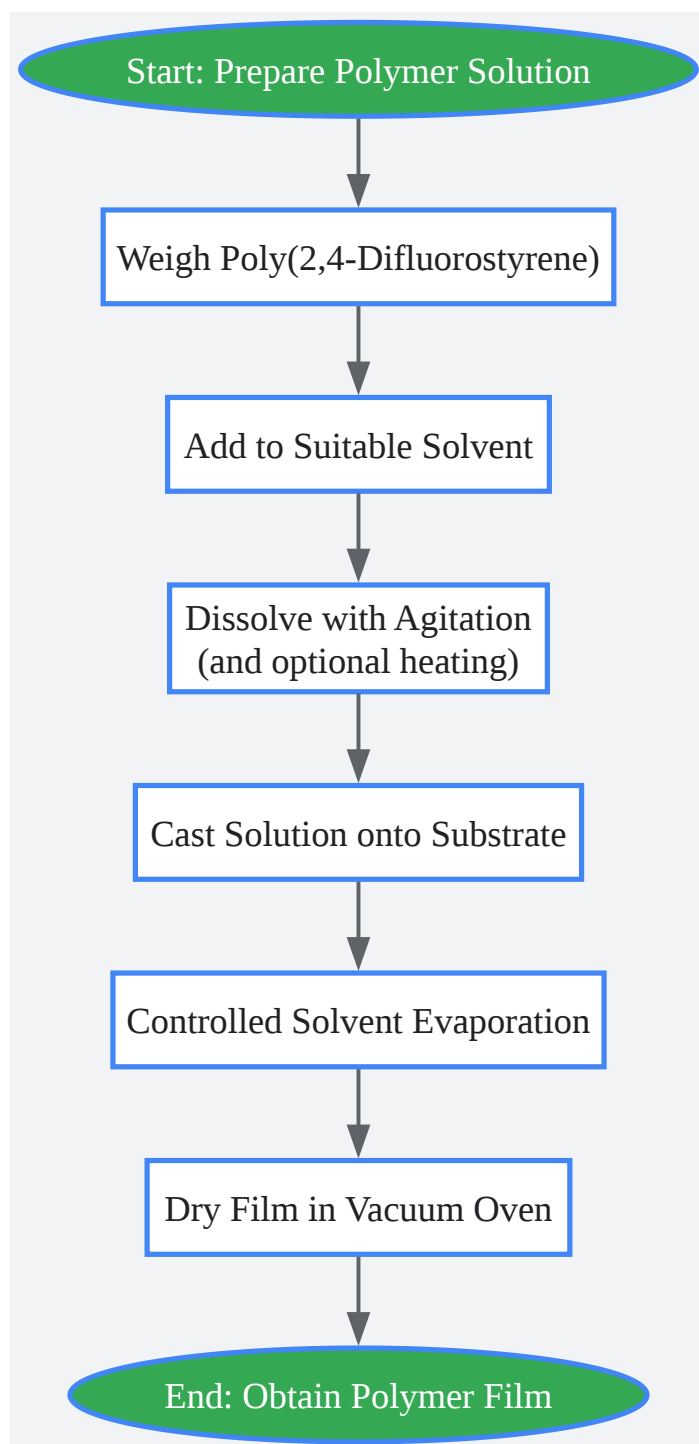 Start: Prepare Polymer Solution
Weigh Poly(2,4-Difluorostyrene)
Add to Suitable Solvent
Dissolve with Agitation
(and optional heating)
Cast Solution onto Substrate
Controlled Solvent Evaporation
Dry Film in Vacuum Oven
End: Obtain Polymer Film